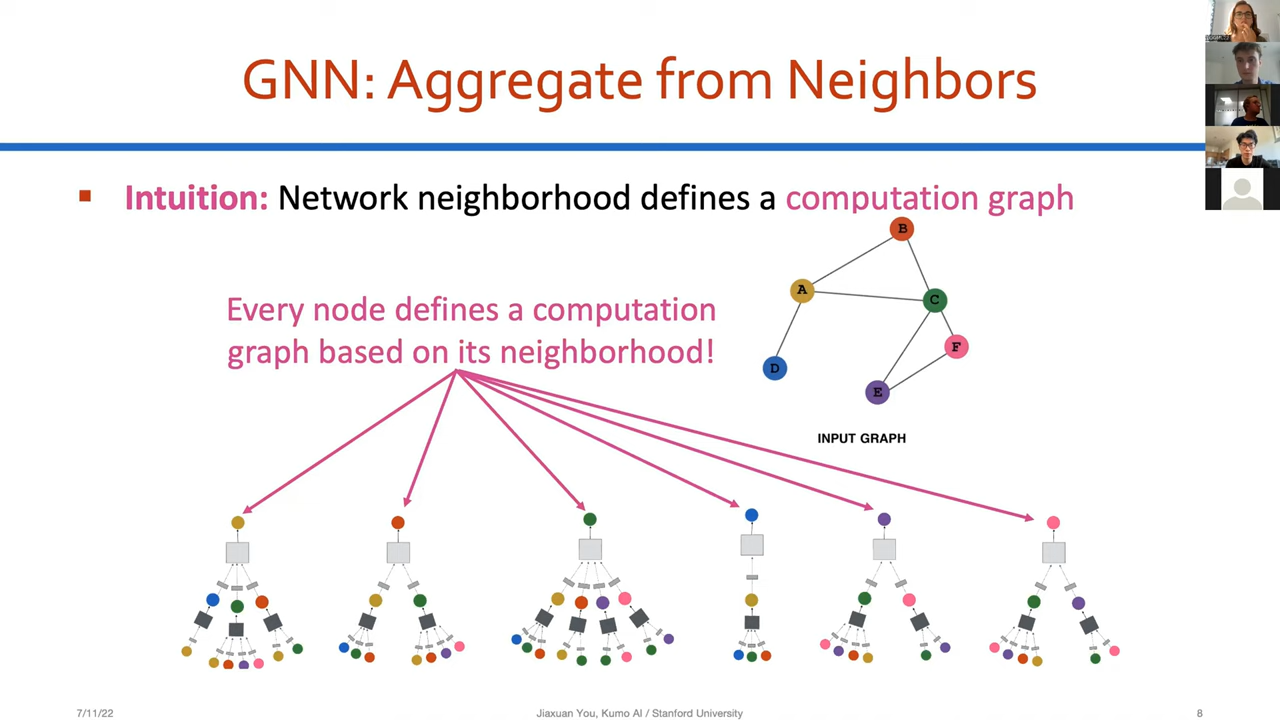 GNN: Aggregate from Neighbors
Intuition: Network neighborhood defines a computation graph
Every node defines a computation
graph based on its neighborhood!
B
A
C
F
D
E
INPUT GRAPH
7/11/22
Jiaxuan You, Kumo AI / Stanford University
8